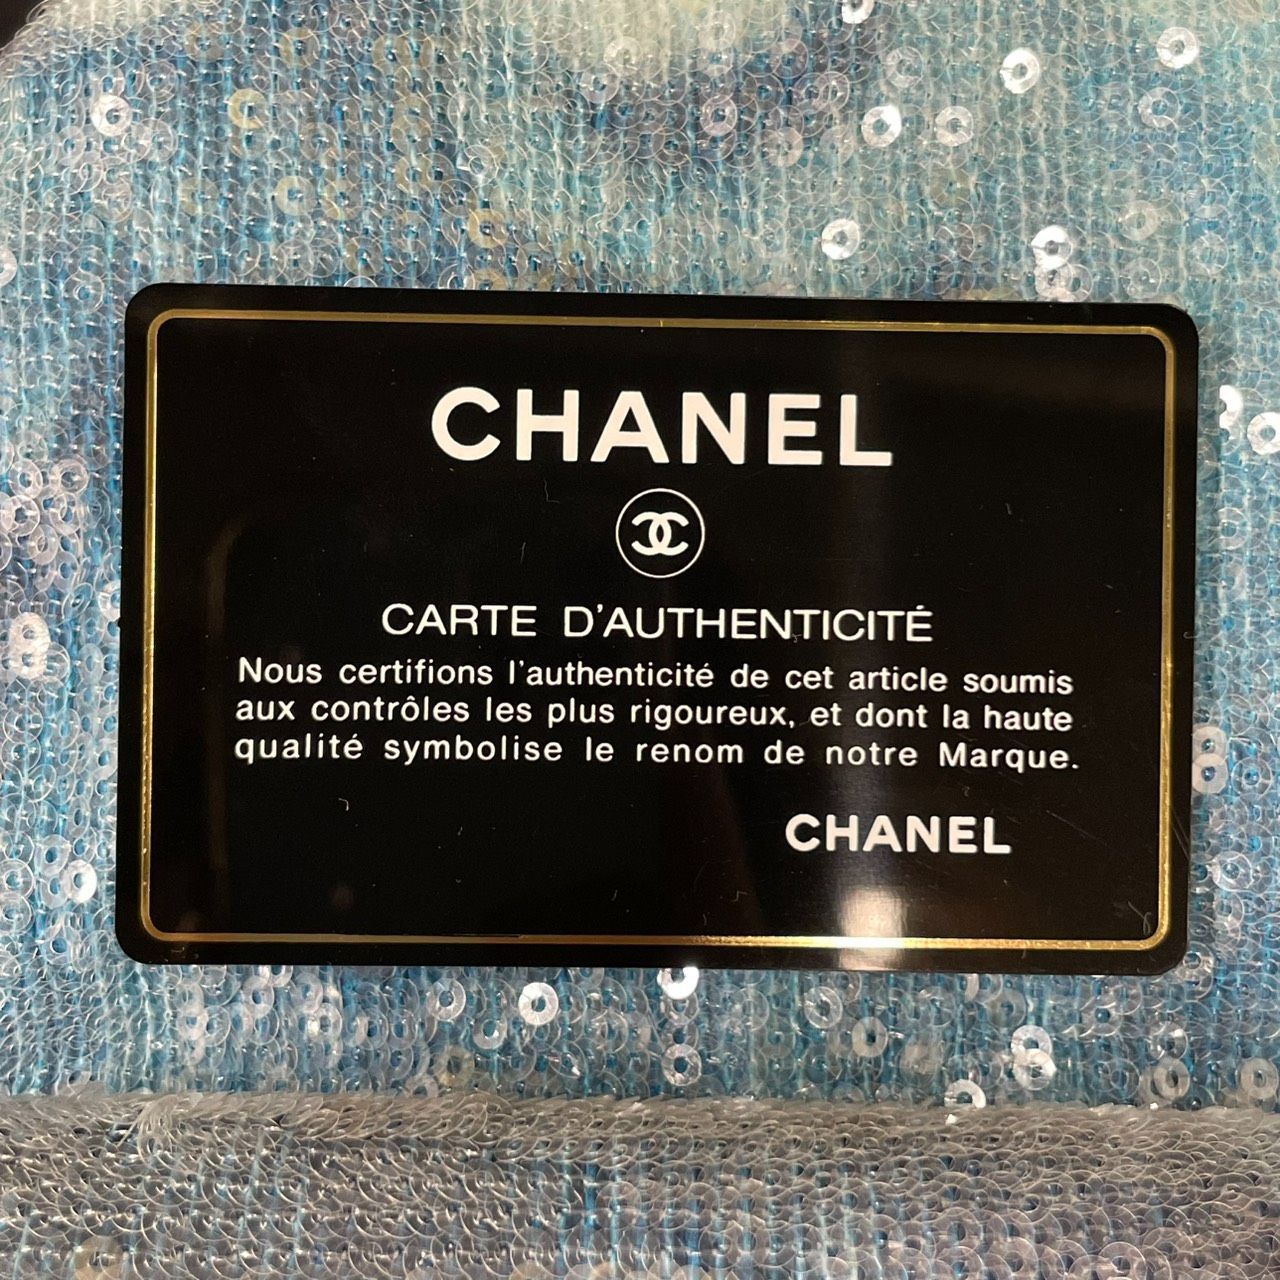 CHANEL
CARTE D'AUTHENTICITÉ
Nous certifions l'authenticité de cet article soumis
aux contrôles les plus rigoureux, et dont la haute
qualité symbolise le renom de notre Marque.
CHANEL